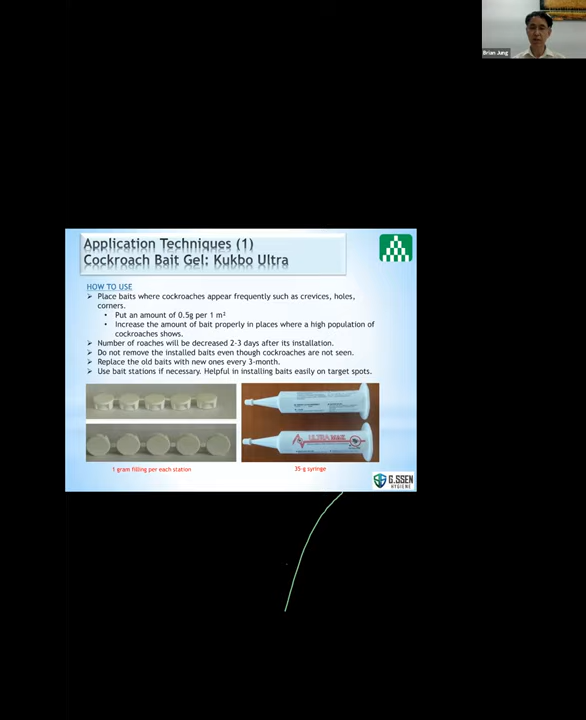 Brian Jung
Application Techniques (1)
Cockroach Bait Gel: Kukbo Ultra
HOW TO USE
➢ Place baits where cockroaches appear frequently such as crevices, holes,
corners.
• Put an amount of 0.5g per 1 m²
• Increase the amount of bait properly in places where a high population of
cockroaches shows.
➢ Number of roaches will be decreased 2-3 days after its installation.
➢ Do not remove the installed baits even though cockroaches are not seen.
➢ Replace the old baits with new ones every 3-month.
➢ Use bait stations if necessary. Helpful in installing baits easily on target spots.
1 gram filling per each station
35-g syringe
G.SSEN
HYGIENE